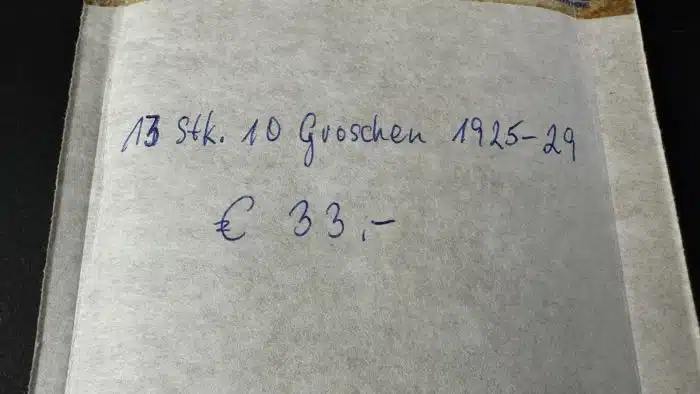 13 Stk. 10 Groschen 1925-29
€ 33,-